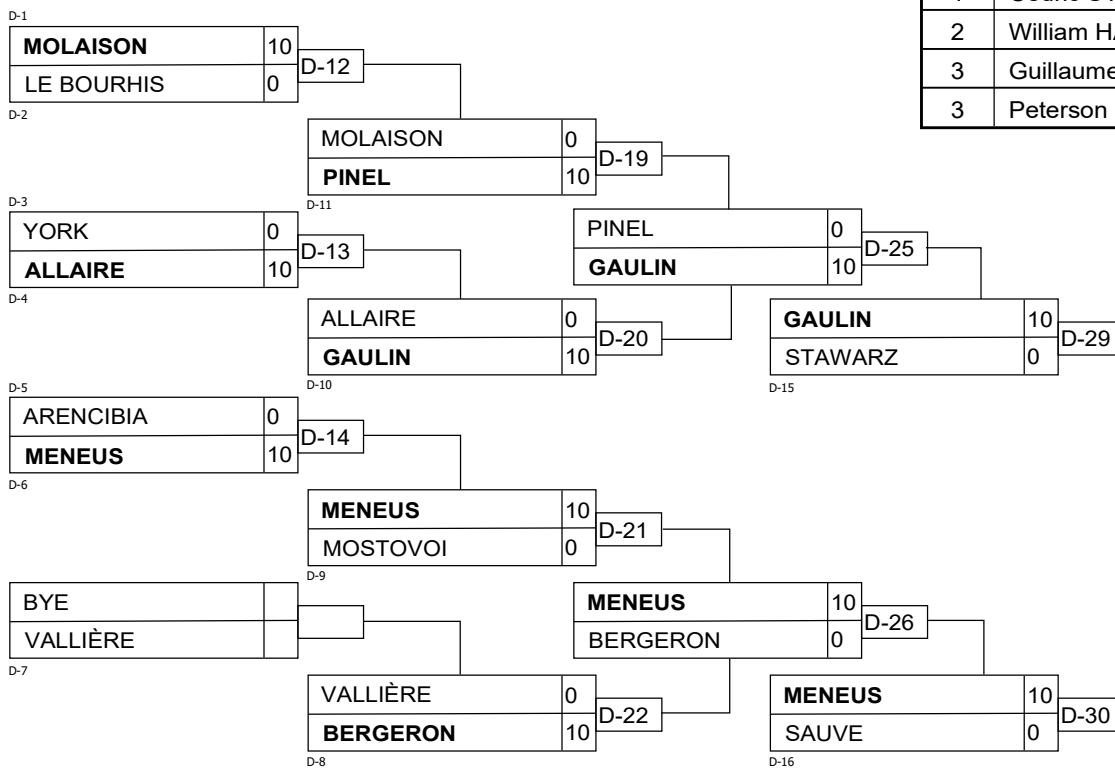 D-1
MOLAISON 10
LE BOURHIS 0
D-12
D-2
2 William
3 Guillaume
3 Peterson
MOLAISON 0
PINEL 10
D-19
D-11
D-3
YORK 0
ALLAIRE 10
D-13
D-4
PINEL 0
GAULIN 10
D-25
ALLAIRE 0
GAULIN 10
D-20
D-10
GAULIN 10
STAWARZ 0
D-29
D-15
D-5
ARENCIBIA 0
MENEUS 10
D-14
D-6
MENEUS 10
MOSTOVOI 0
D-21
D-9
BYE
VALLIÈRE
D-7
MENEUS 10
BERGERON 0
D-26
VALLIÈRE 0
BERGERON 10
D-22
D-8
MENEUS 10
SAUVE 0
D-30
D-16